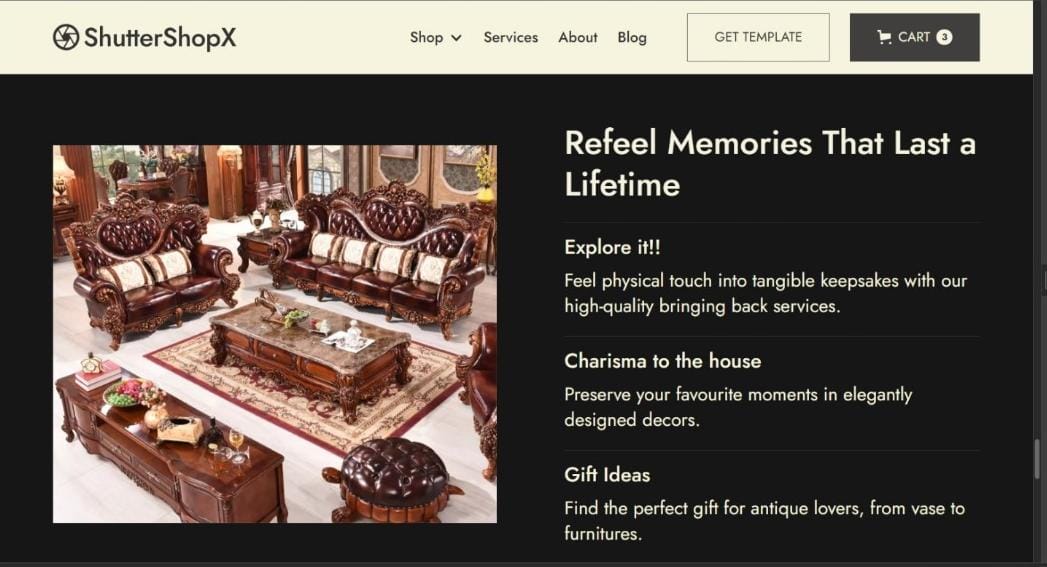 ShutterShopX
Shop
Services
About
Blog
GET TEMPLATE
CART 3
Refeel Memories That Last a
Lifetime
Explore it!!
Feel physical touch into tangible keepsakes with our
high-quality bringing back services.
Charisma to the house
Preserve your favourite moments in elegantly
designed decors.
Gift Ideas
Find the perfect gift for antique lovers, from vase to
furnitures.